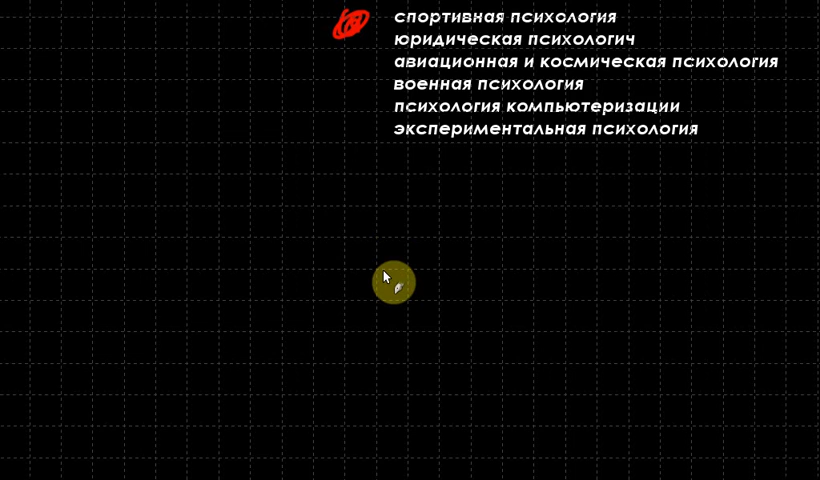 спортивная психология
юридическая психологич
авиационная и космическая психология
военная психология
психология компьютеризации
экспериментальная психология